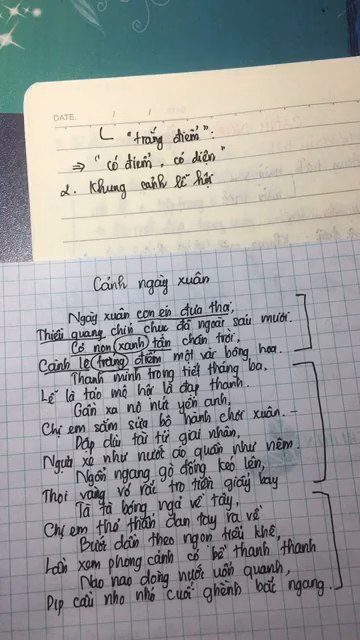 DATE.
"trắng điểm":
⇒ "cỏ điểm, cỏ diện"
2. Khung cảnh lễ hội
Cảnh ngày xuân
Ngày xuân con én đưa thoi,
Thiều quang chín chục đã ngoài sáu mươi.
Cỏ non (xanh) tận chân trời,
Cành lê (trắng) điểm một vài bông hoa.
Thanh minh trong tiết tháng ba,
Lễ là tảo mộ hội là đạp thanh.
Gần xa nô nức yến anh,
Chị em sắm sửa bộ hành chơi xuân.
Dập dìu tài tử giai nhân,
Ngựa xe như nước áo quần như nêm.
Ngổn ngang gò đống kéo lên,
Thoi vàng vó rắc tro tiền giấy bay
Tà tà bóng ngả về tây,
Chị em thơ thẩn dan tay ra về
Bước dần theo ngọn tiểu khê,
Lần xem phong cảnh có bề thanh thanh
Nao nao dòng nước uốn quanh,
Dịp cầu nho nhỏ cuối ghềnh bắc ngang.